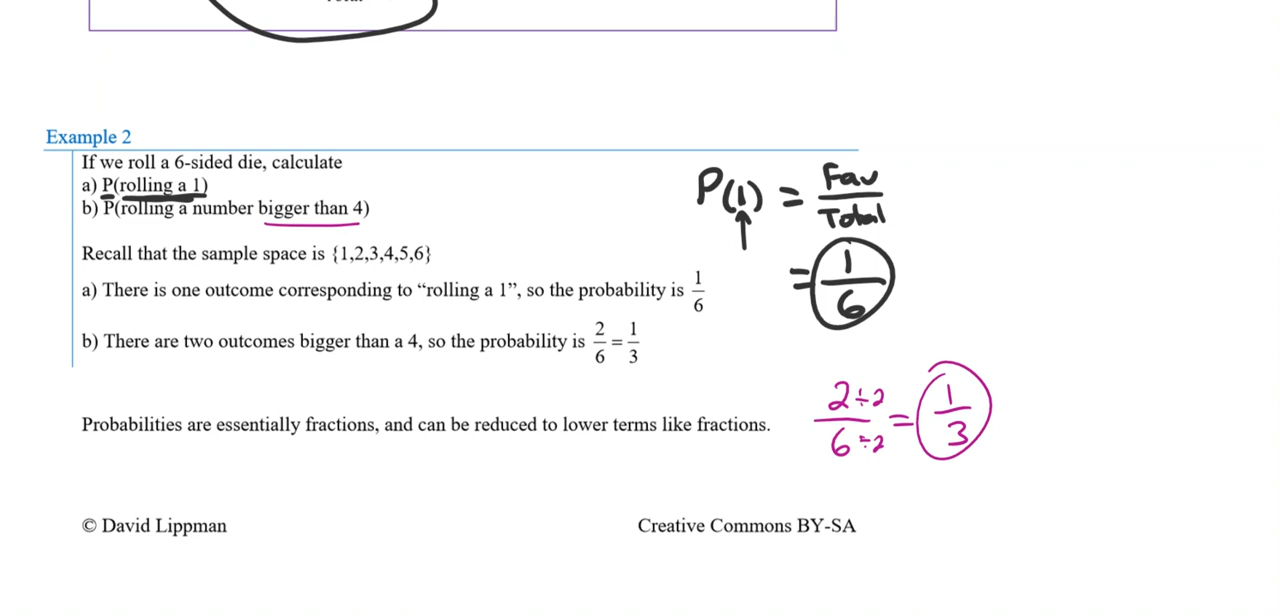 Example 2
If we roll a 6-sided die, calculate
a) P(rolling a 1)
b) P(rolling a number bigger than 4)
Recall that the sample space is {1,2,3,4,5,6}
a) There is one outcome corresponding to “rolling a 1”, so the probability is 1/6
b) There are two outcomes bigger than a 4, so the probability is 2/6 = 1/3
Probabilities are essentially fractions, and can be reduced to lower terms like fractions.
© David Lippman
Creative Commons BY-SA
P(1) = Fav/Total
= 1/6
2÷2/6÷2 = 1/3